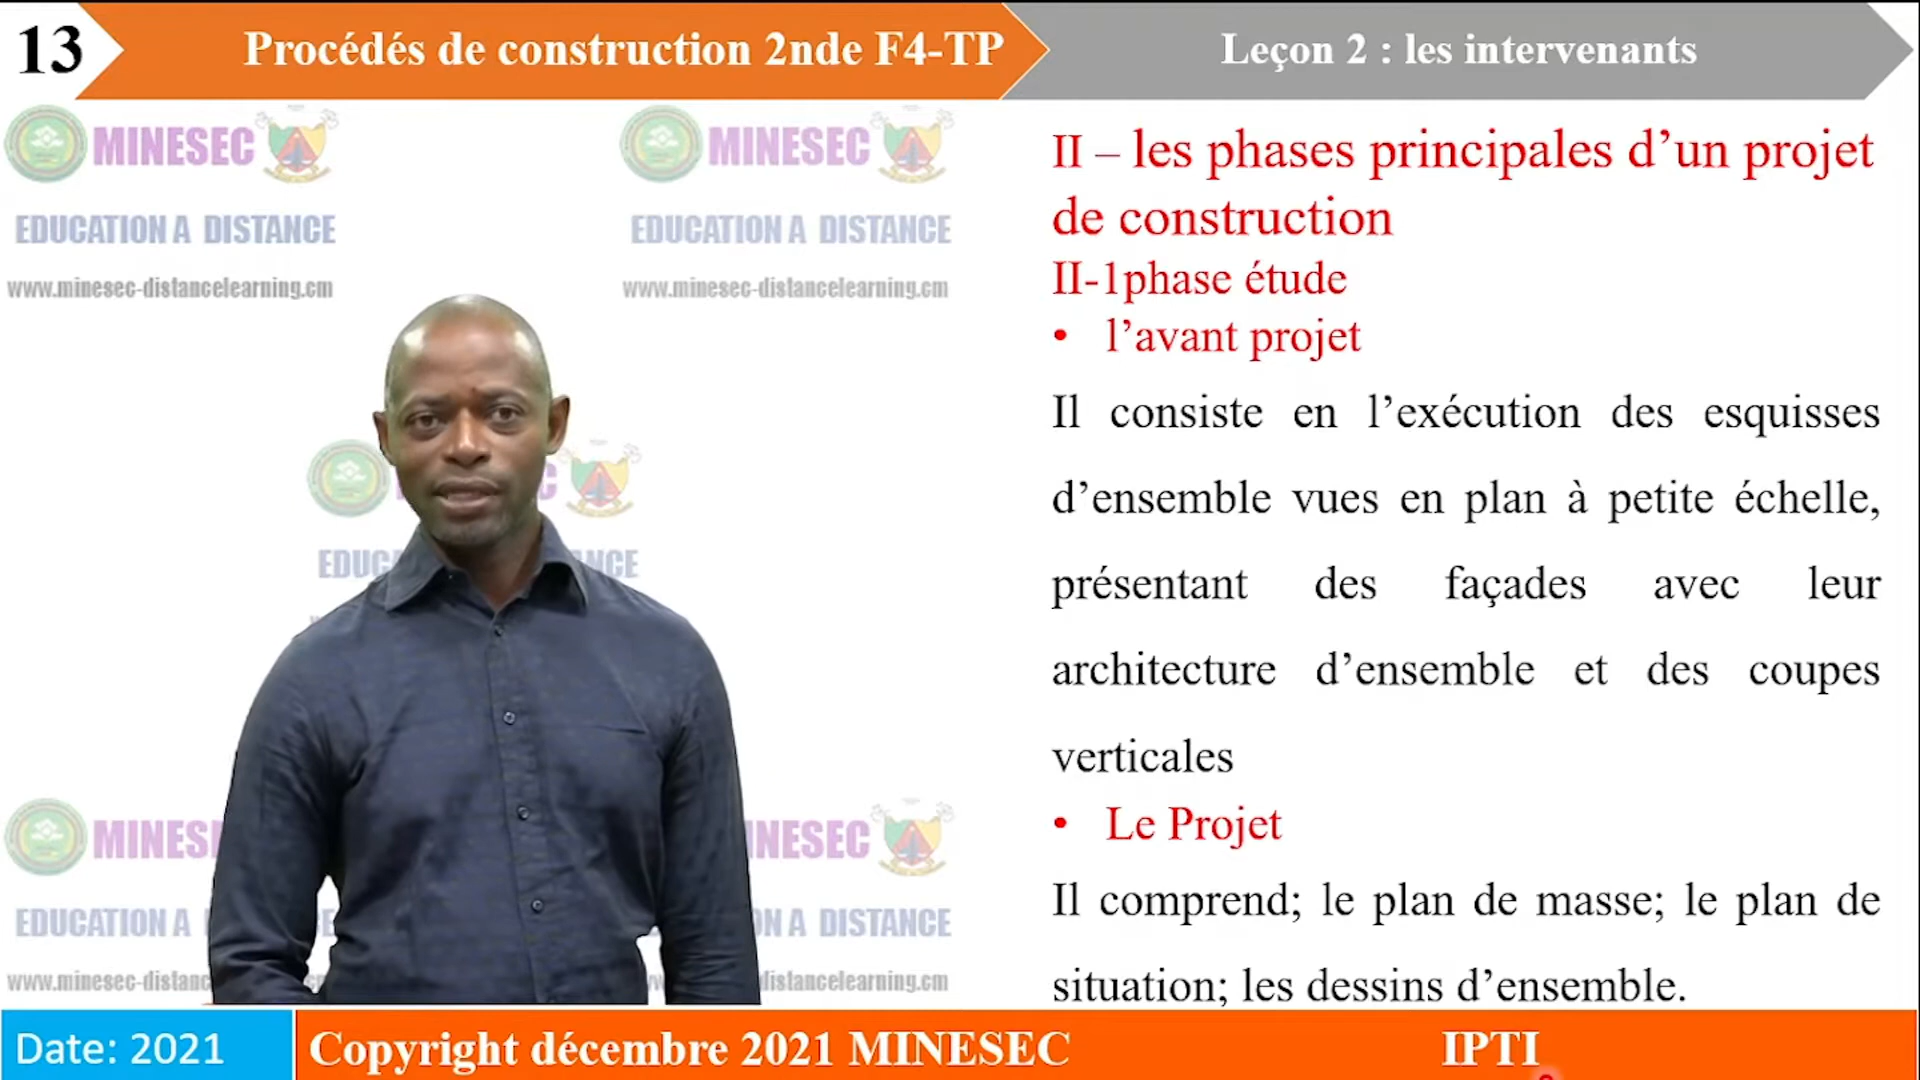 13
Procédés de construction 2nde F4-TP
Leçon 2 : les intervenants
MINESEC
EDUCATION A DISTANCE
www.minesec-distancelearning.cm
MINESEC
EDUCATION A DISTANCE
www.minesec-distancelearning.cm
II – les phases principales d’un projet
de construction
II-1phase étude
• l’avant projet
Il consiste en l’exécution des esquisses
d’ensemble vues en plan à petite échelle,
présentant des façades avec leur
architecture d’ensemble et des coupes
verticales
• Le Projet
Il comprend; le plan de masse; le plan de
situation; les dessins d’ensemble.
Date: 2021
Copyright décembre 2021 MINESEC
IPTI